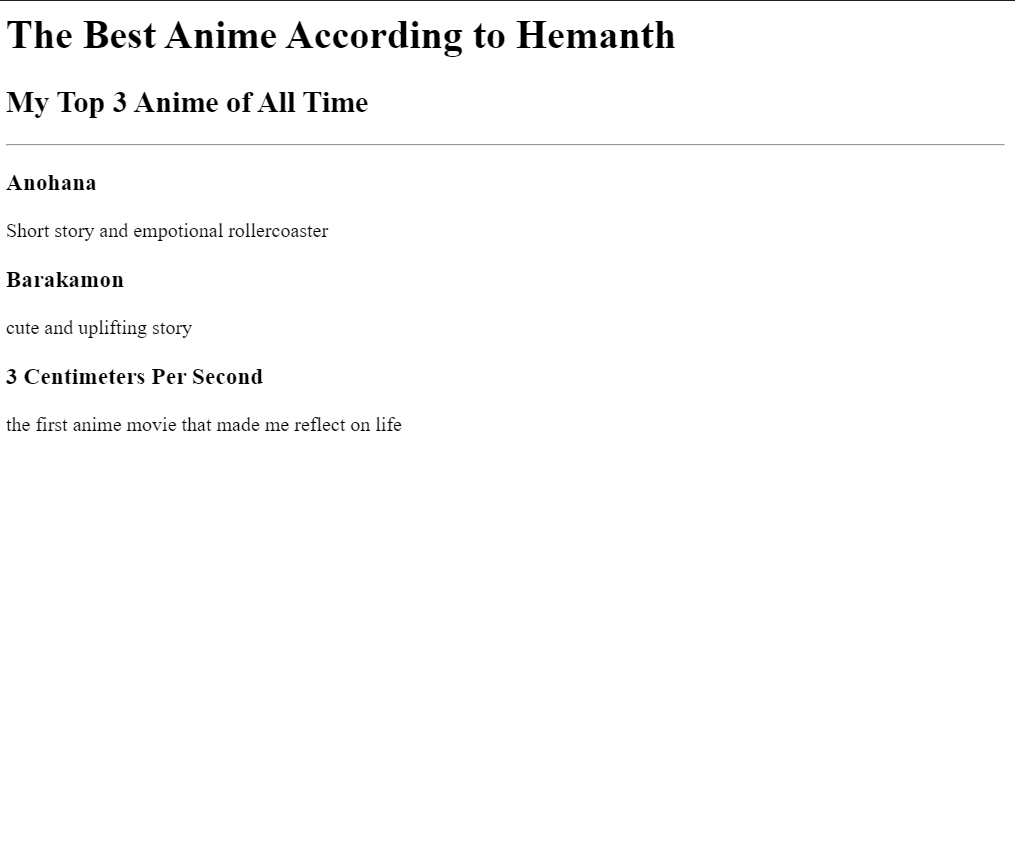 The Best Anime According to Hemanth
My Top 3 Anime of All Time
Anohana
Short story and empotional rollercoaster
Barakamon
cute and uplifting story
3 Centimeters Per Second
the first anime movie that made me reflect on life